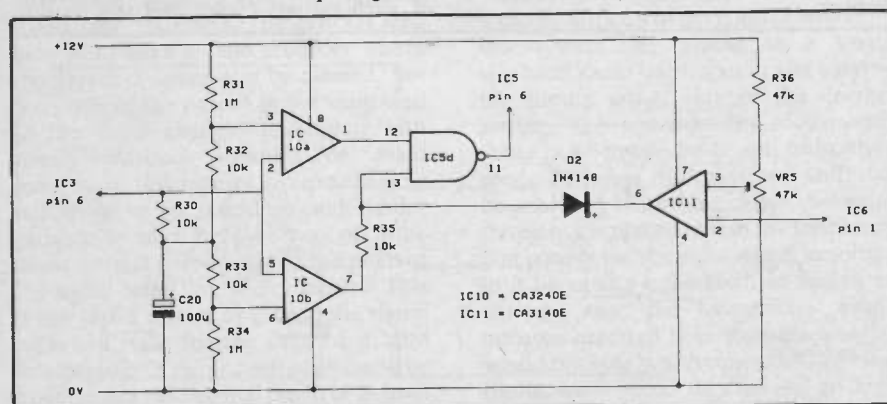 +12V
R31
1M
R36
47k
3
8
IC
10a
1
2
R32
10k
12
IC5d
13
11
IC5
pin 6
D2
1N4148
+
6
7
3
IC11
2
4
VR5
47k
IC3
pin 6
R30
10k
R35
10k
IC6
pin 1
R33
10k
5
IC
10b
7
6
4
+
C20
100u
R34
1M
IC10 = CA3240E
IC11 = CA3140E
0V